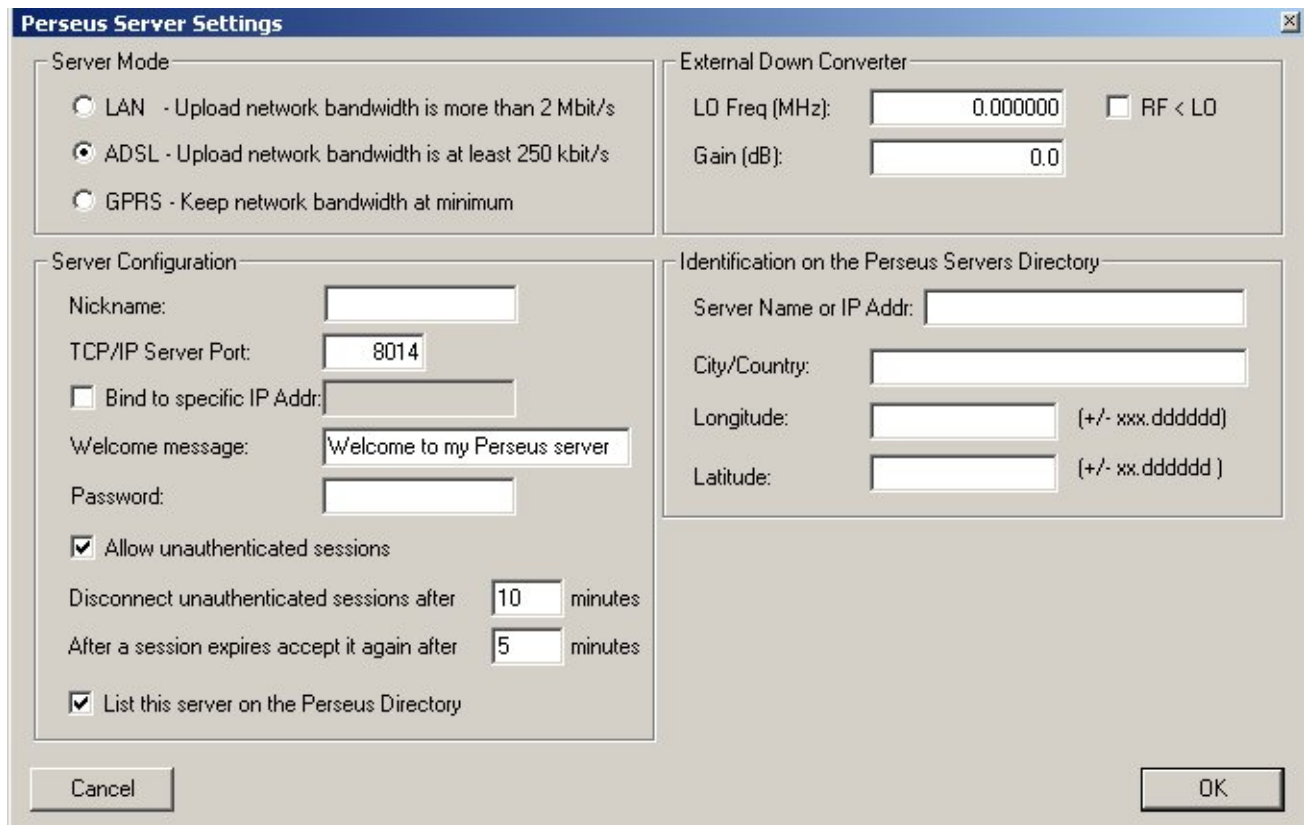 Perseus Server Settings
Server Mode
LAN - Upload network bandwidth is more than 2 Mbit/s
ADSL - Upload network bandwidth is at least 250 kbit/s
GPRS - Keep network bandwidth at minimum
External Down Converter
LO Freq (MHz): 0.000000 RF < LO
Gain (dB): 0.0
Server Configuration
Nickname:
TCP/IP Server Port: 8014
Bind to specific IP Addr:
Welcome message: Welcome to my Perseus server
Password:
Allow unauthenticated sessions
Disconnect unauthenticated sessions after 10 minutes
After a session expires accept it again after 5 minutes
List this server on the Perseus Directory
Identification on the Perseus Servers Directory
Server Name or IP Addr:
City/Country:
Longitude: (+/- xxx.dddddd)
Latitude: (+/- xx.dddddd )
Cancel
OK